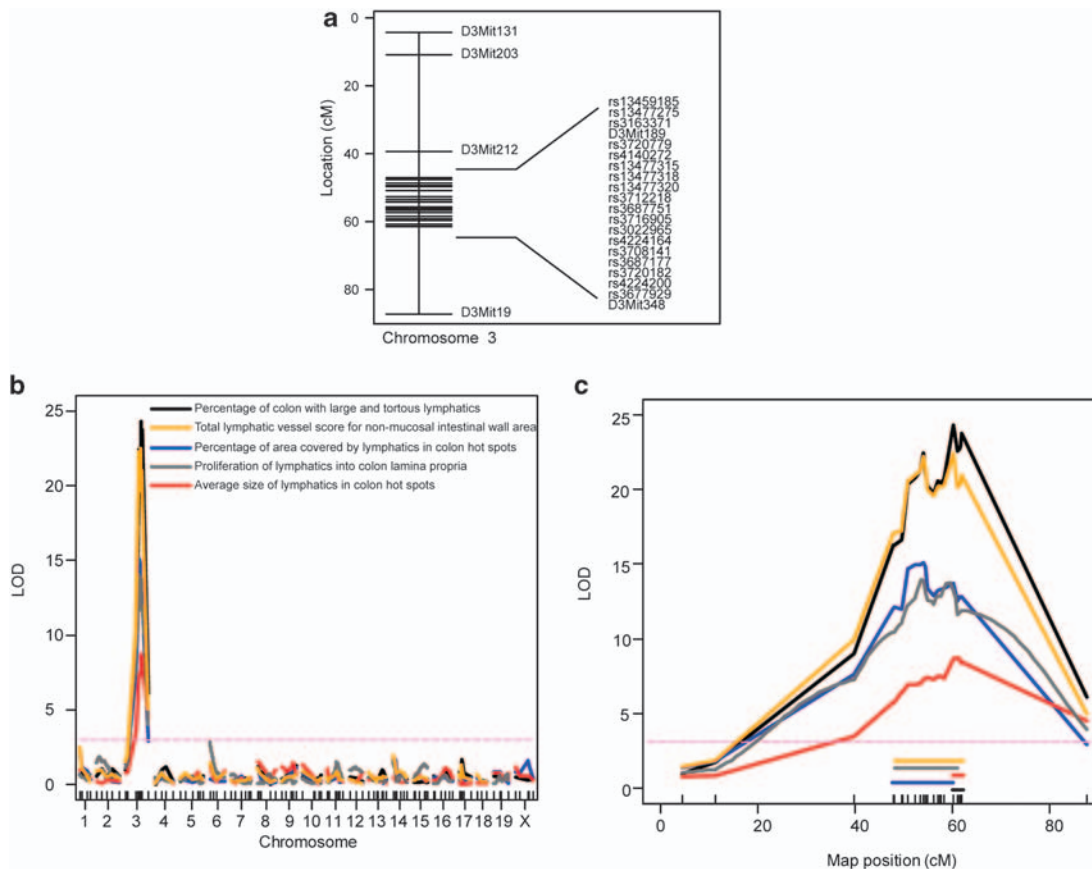 a
0
20
40
60
80
Location (cM)
D3Mit131
D3Mit203
D3Mit212
D3Mit19
rs13459185
rs13477275
rs3163371
D3Mit189
rs3720779
rs4140272
rs13477315
rs13477318
rs13477320
rs3712218
rs3687751
rs3716905
rs3022965
rs4224164
rs3708141
rs3687177
rs3720182
rs4224200
rs3677929
D3Mit348
Chromosome 3
b
25
20
15
10
5
0
LOD
Percentage of colon with large and tortous lymphatics
Total lymphatic vessel score for non-mucosal intestinal wall area
Percentage of area covered by lymphatics in colon hot spots
Proliferation of lymphatics into colon lamina propria
Average size of lymphatics in colon hot spots
1 2 3 4 5 6 7 8 9 10 11 12 13 14 15 16 17 18 19 X
Chromosome
c
25
20
15
10
5
0
LOD
0 20 40 60 80
Map position (cM)